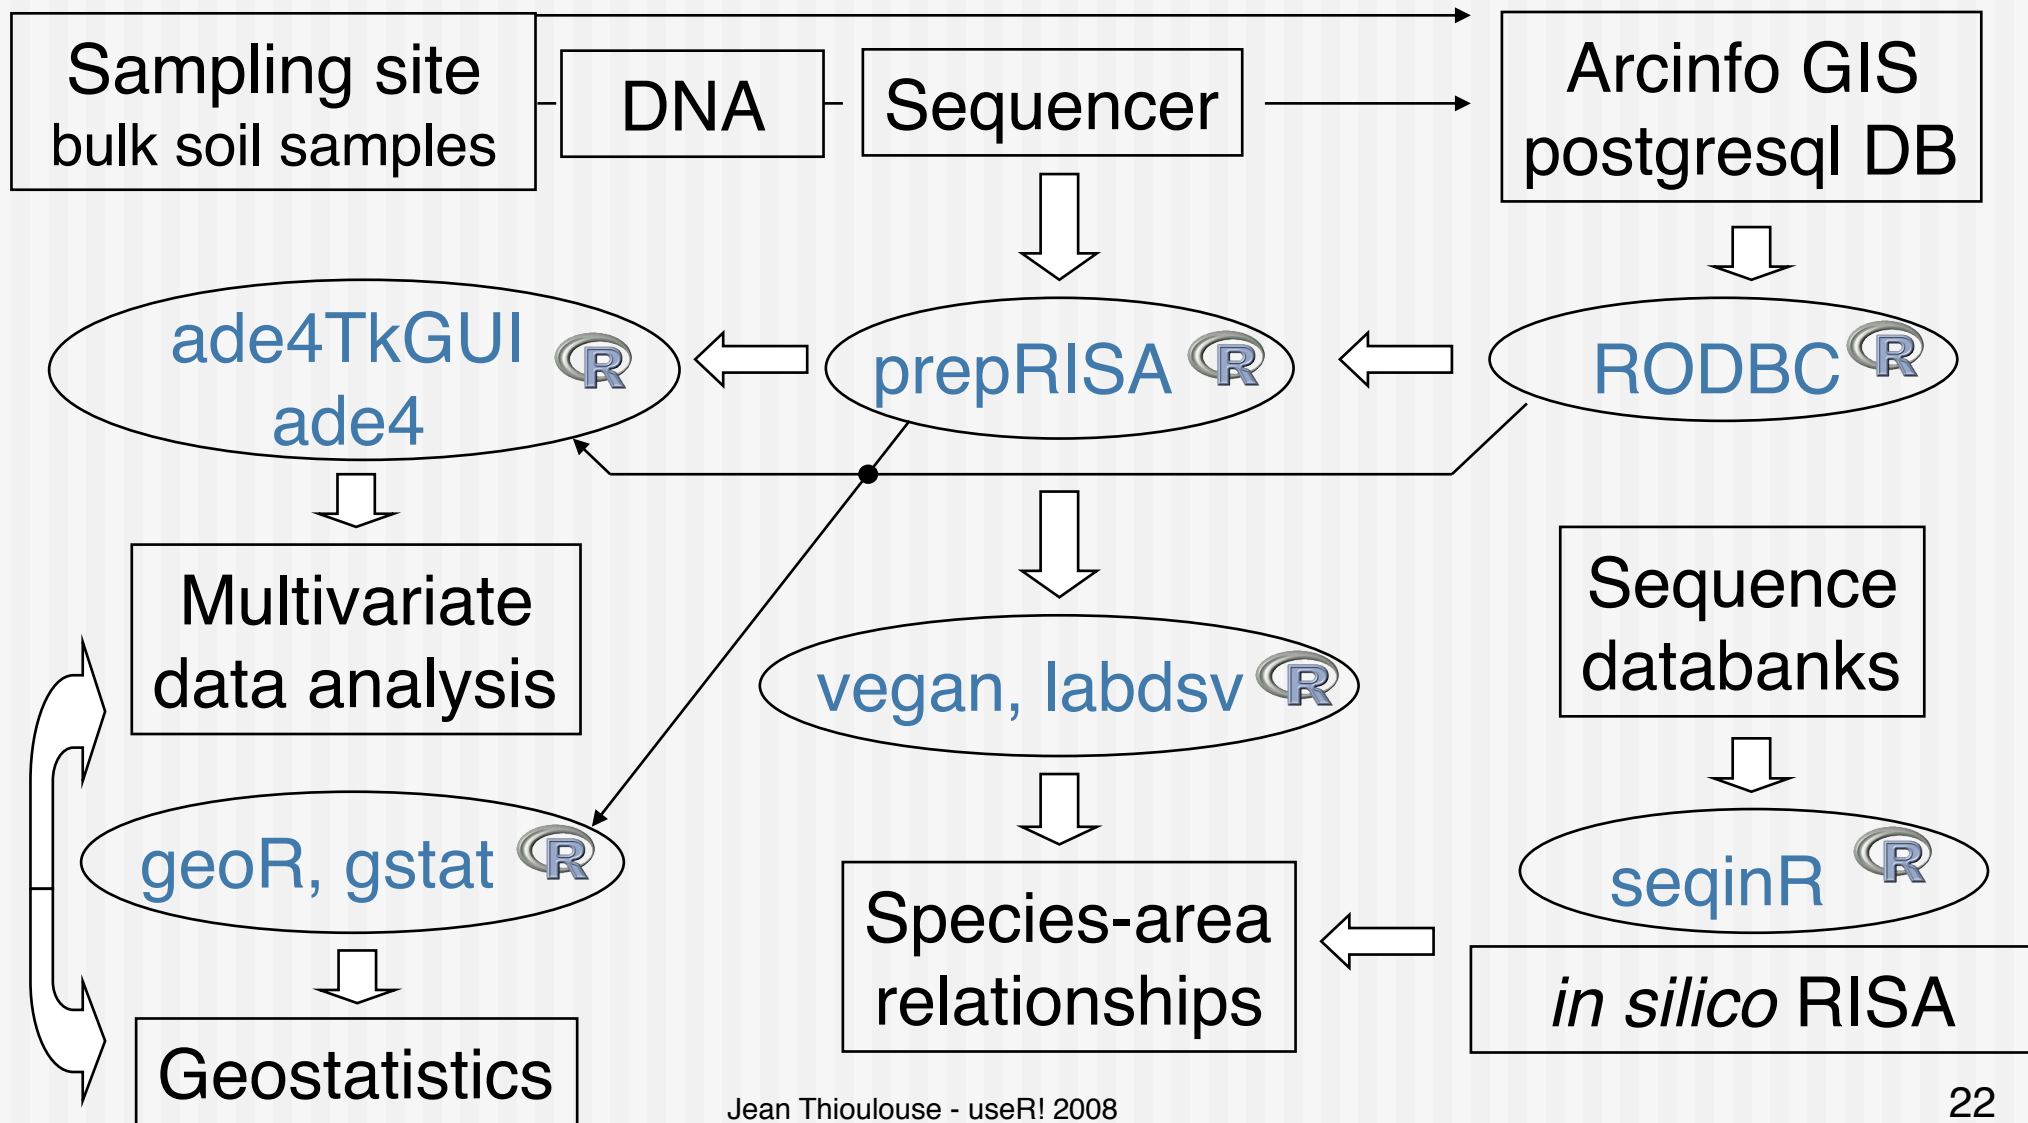 Sampling site
bulk soil samples
DNA
Sequencer
Arcinfo GIS
postgresql DB
ade4TkGUI R
ade4
prepRISA R
RODBC R
Multivariate
data analysis
vegan, labdsv R
Sequence
databanks
geoR, gstat R
Species-area
relationships
seqinR R
in silico RISA
Geostatistics
Jean Thioulouse - useR! 2008
22